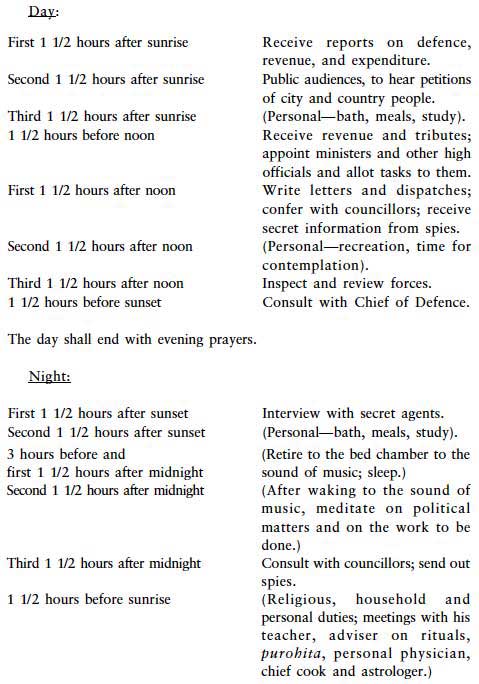 Day:
First 1 1/2 hours after sunrise Receive reports on defence,
revenue, and expenditure.
Second 1 1/2 hours after sunrise Public audiences, to hear petitions
of city and country people.
Third 1 1/2 hours after sunrise (Personal—bath, meals, study).
1 1/2 hours before noon Receive revenue and tributes;
appoint ministers and other high
officials and allot tasks to them.
First 1 1/2 hours after noon Write letters and dispatches;
confer with councillors; receive
secret information from spies.
Second 1 1/2 hours after noon (Personal—recreation, time for
contemplation).
Third 1 1/2 hours after noon Inspect and review forces.
1 1/2 hours before sunset Consult with Chief of Defence.
The day shall end with evening prayers.
Night:
First 1 1/2 hours after sunset Interview with secret agents.
Second 1 1/2 hours after sunset (Personal—bath, meals, study).
3 hours before and (Retire to the bed chamber to the
first 1 1/2 hours after midnight sound of music; sleep.)
Second 1 1/2 hours after midnight (After waking to the sound of
music, meditate on political
matters and on the work to be
done.)
Third 1 1/2 hours after midnight Consult with councillors; send out
spies.
1 1/2 hours before sunrise (Religious, household and
personal duties; meetings with his
teacher, adviser on rituals,
purohita, personal physician,
chief cook and astrologer.)